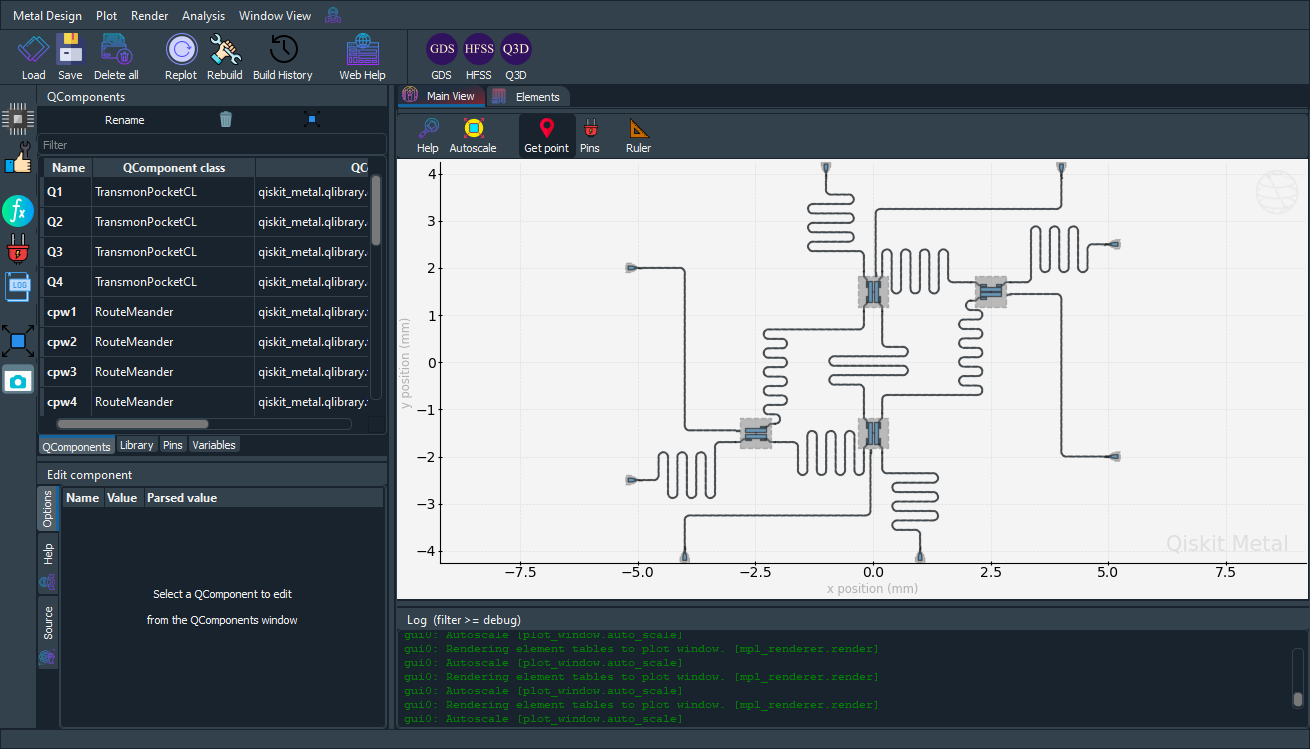 Metal Design Plot Render Analysis Window View
GDS HFSS Q3D
Load Save Delete all Replot Rebuild Build History Web Help GDS HFSS Q3D
QComponents
Main View Elements
Rename
Filter
Help Autoscale Get point Pins Ruler
Name QComponent class QC
Q1 TransmonPocketCL qiskit_metal.qlibrary.
Q2 TransmonPocketCL qiskit_metal.qlibrary.
Q3 TransmonPocketCL qiskit_metal.qlibrary.
Q4 TransmonPocketCL qiskit_metal.qlibrary.
cpw1 RouteMeander qiskit_metal.qlibrary.
cpw2 RouteMeander qiskit_metal.qlibrary.
cpw3 RouteMeander qiskit_metal.qlibrary.
cpw4 RouteMeander qiskit_metal.qlibrary.
fx
LOG
QComponents Library Pins Variables
Edit component
Options
Help
Source
Name Value Parsed value
Select a QComponent to edit
from the QComponents window
4
3
2
1
0
−1
−2
−3
−4
y position (mm)
−7.5 −5.0 −2.5 0.0 2.5 5.0 7.5
x position (mm)
Qiskit Metal
Log (filter >= debug)
gui0: Autoscale [plot_window.auto_scale]
gui0: Rendering element tables to plot window. [mpl_renderer.render]
gui0: Autoscale [plot_window.auto_scale]
gui0: Rendering element tables to plot window. [mpl_renderer.render]
gui0: Autoscale [plot_window.auto_scale]
gui0: Rendering element tables to plot window. [mpl_renderer.render]
gui0: Autoscale [plot_window.auto_scale]